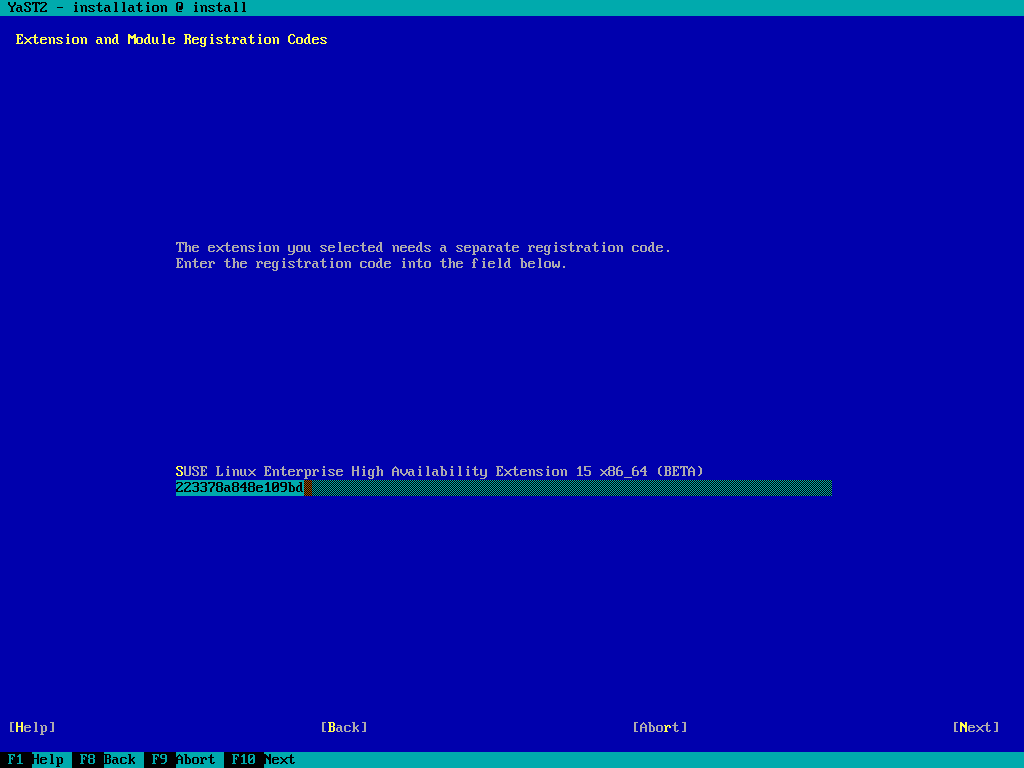 YaST2 - installation @ install
Extension and Module Registration Codes
The extension you selected needs a separate registration code.
Enter the registration code into the field below.
SUSE Linux Enterprise High Availability Extension 15 x86_64 (BETA)
223378a848e109bd
[Help] [Back] [Abort] [Next]
F1 Help F8 Back F9 Abort F10 Next